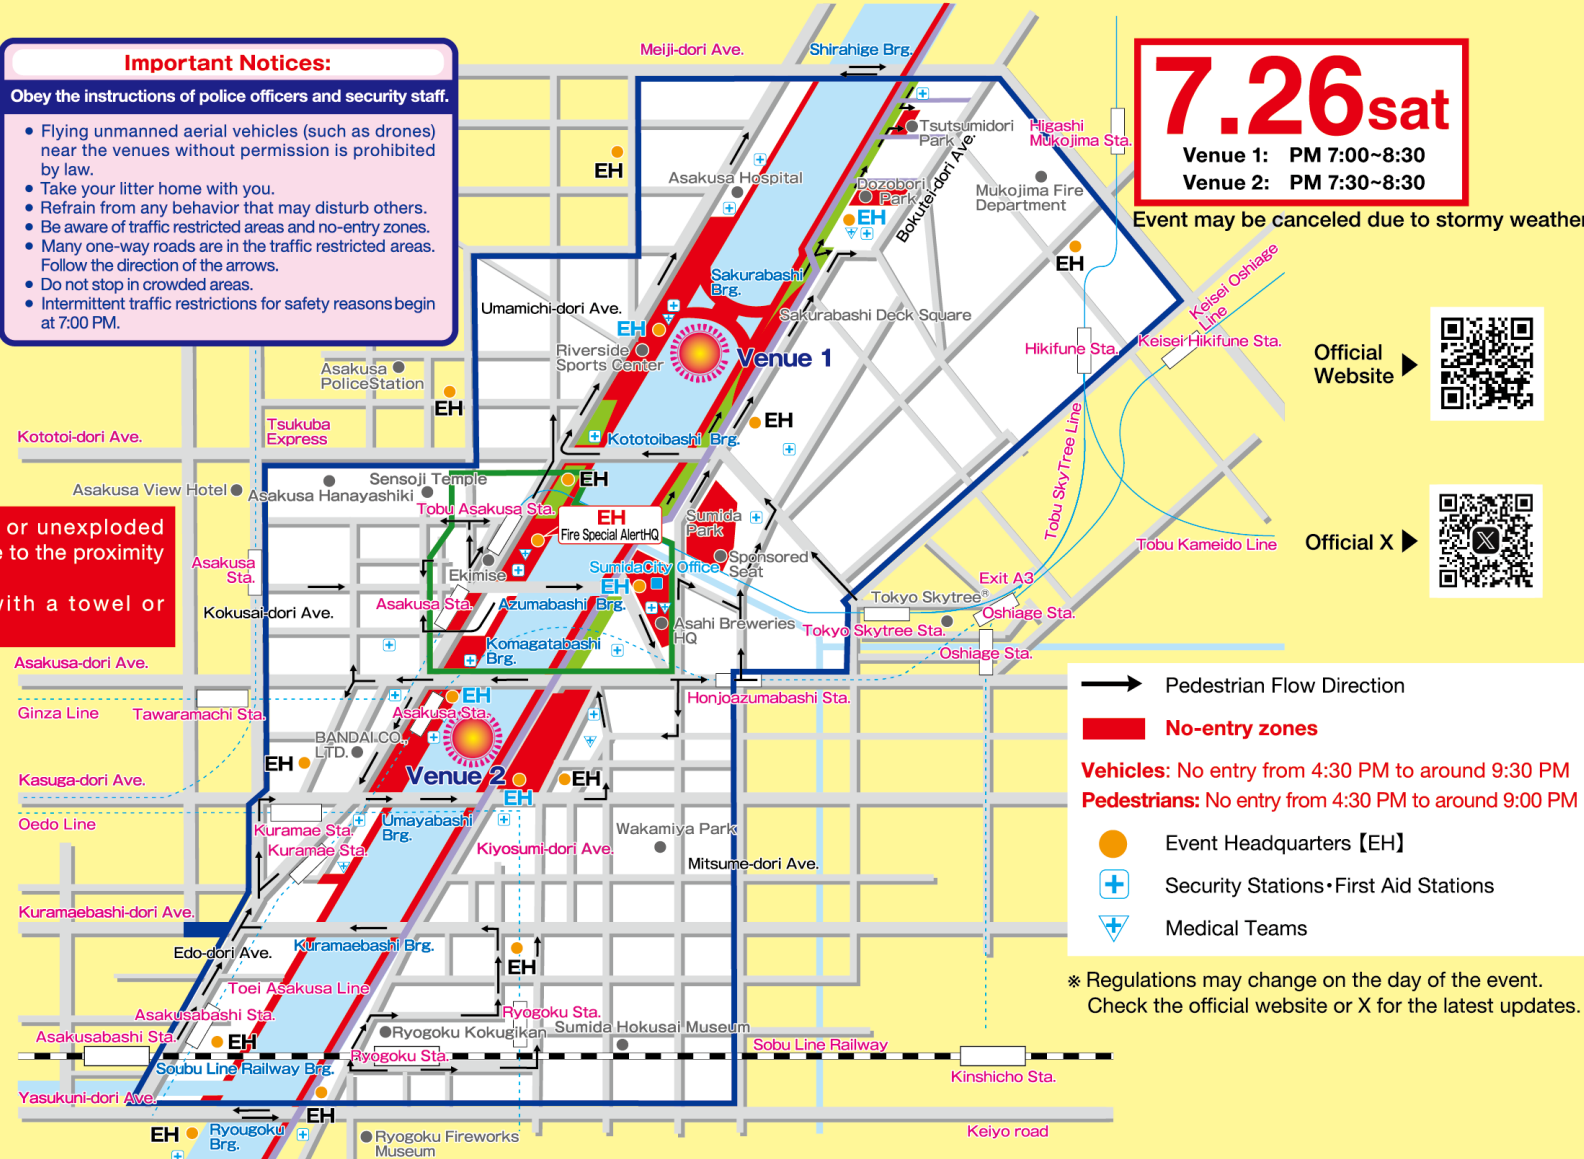 Important Notices:
Obey the instructions of police officers and security staff.
• Flying unmanned aerial vehicles (such as drones)
near the venues without permission is prohibited
by law.
• Take your litter home with you.
• Refrain from any behavior that may disturb others.
• Be aware of traffic restricted areas and no-entry zones.
• Many one-way roads are in the traffic restricted areas.
Follow the direction of the arrows.
• Do not stop in crowded areas.
• Intermittent traffic restrictions for safety reasons begin
at 7:00 PM.
7.26sat
Venue 1: PM 7:00~8:30
Venue 2: PM 7:30~8:30
Event may be canceled due to stormy weather
Official
Website
Official X
Meiji-dori Ave.
Shirahige Brg.
Tsutsumidori
Park
Higashi
Mukojima Sta.
EH
Asakusa Hospital
Dozobori
Park
Mukojima Fire
Department
EH
Bokutei-dori Ave.
EH
Sakurabashi
Brg.
Keisei Oshiage
Line
Umamichi-dori Ave.
Sakurabashi Deck Square
EH
Riverside
Sports Center
Venue 1
Hikifune Sta.
Keisei Hikifune Sta.
Asakusa
PoliceStation
EH
Tsukuba
Express
EH
Kototoi-dori Ave.
Kototoibashi Brg.
Tobu SkyTree Line
Asakusa View Hotel
Asakusa Hanayashiki
Sensoji Temple
EH
Tobu Asakusa Sta.
EH
Fire Special AlertHQ
Sumida
Park
Tobu Kameido Line
or unexploded
e to the proximity
vith a towel or
Asakusa
Sta.
Ekimise
SumidaCity Office
Sponsored
Seat
Exit A3
Kokusai-dori Ave.
Asakusa Sta.
Azumabashi Brg.
EH
Tokyo Skytree®
Oshiage Sta.
Asahi Breweries
HQ
Tokyo Skytree Sta.
Komagatabashi
Brg.
Oshiage Sta.
Asakusa-dori Ave.
Ginza Line
Tawaramachi Sta.
EH
Asakusa Sta.
Honjoazumabashi Sta.
BANDAI CO.,
LTD.
EH
Venue 2
EH
EH
Kasuga-dori Ave.
Oedo Line
Kuramae Sta.
Kuramae Sta.
Umayabashi
Brg.
Wakamiya Park
Kiyosumi-dori Ave.
Mitsume-dori Ave.
Kuramaebashi-dori Ave.
Kuramaebashi Brg.
Edo-dori Ave.
EH
Toei Asakusa Line
Asakusabashi Sta.
Ryogoku Sta.
Asakusabashi Sta.
EH
Ryogoku Kokugikan
Sumida Hokusai Museum
Ryogoku Sta.
Sobu Line Railway
Soubu Line Railway Brg.
Kinshicho Sta.
Yasukuni-dori Ave.
EH
EH
Ryougoku
Brg.
Ryogoku Fireworks
Museum
Keiyo road
Pedestrian Flow Direction
No-entry zones
Vehicles: No entry from 4:30 PM to around 9:30 PM
Pedestrians: No entry from 4:30 PM to around 9:00 PM
Event Headquarters【EH】
Security Stations・First Aid Stations
Medical Teams
※ Regulations may change on the day of the event.
Check the official website or X for the latest updates.